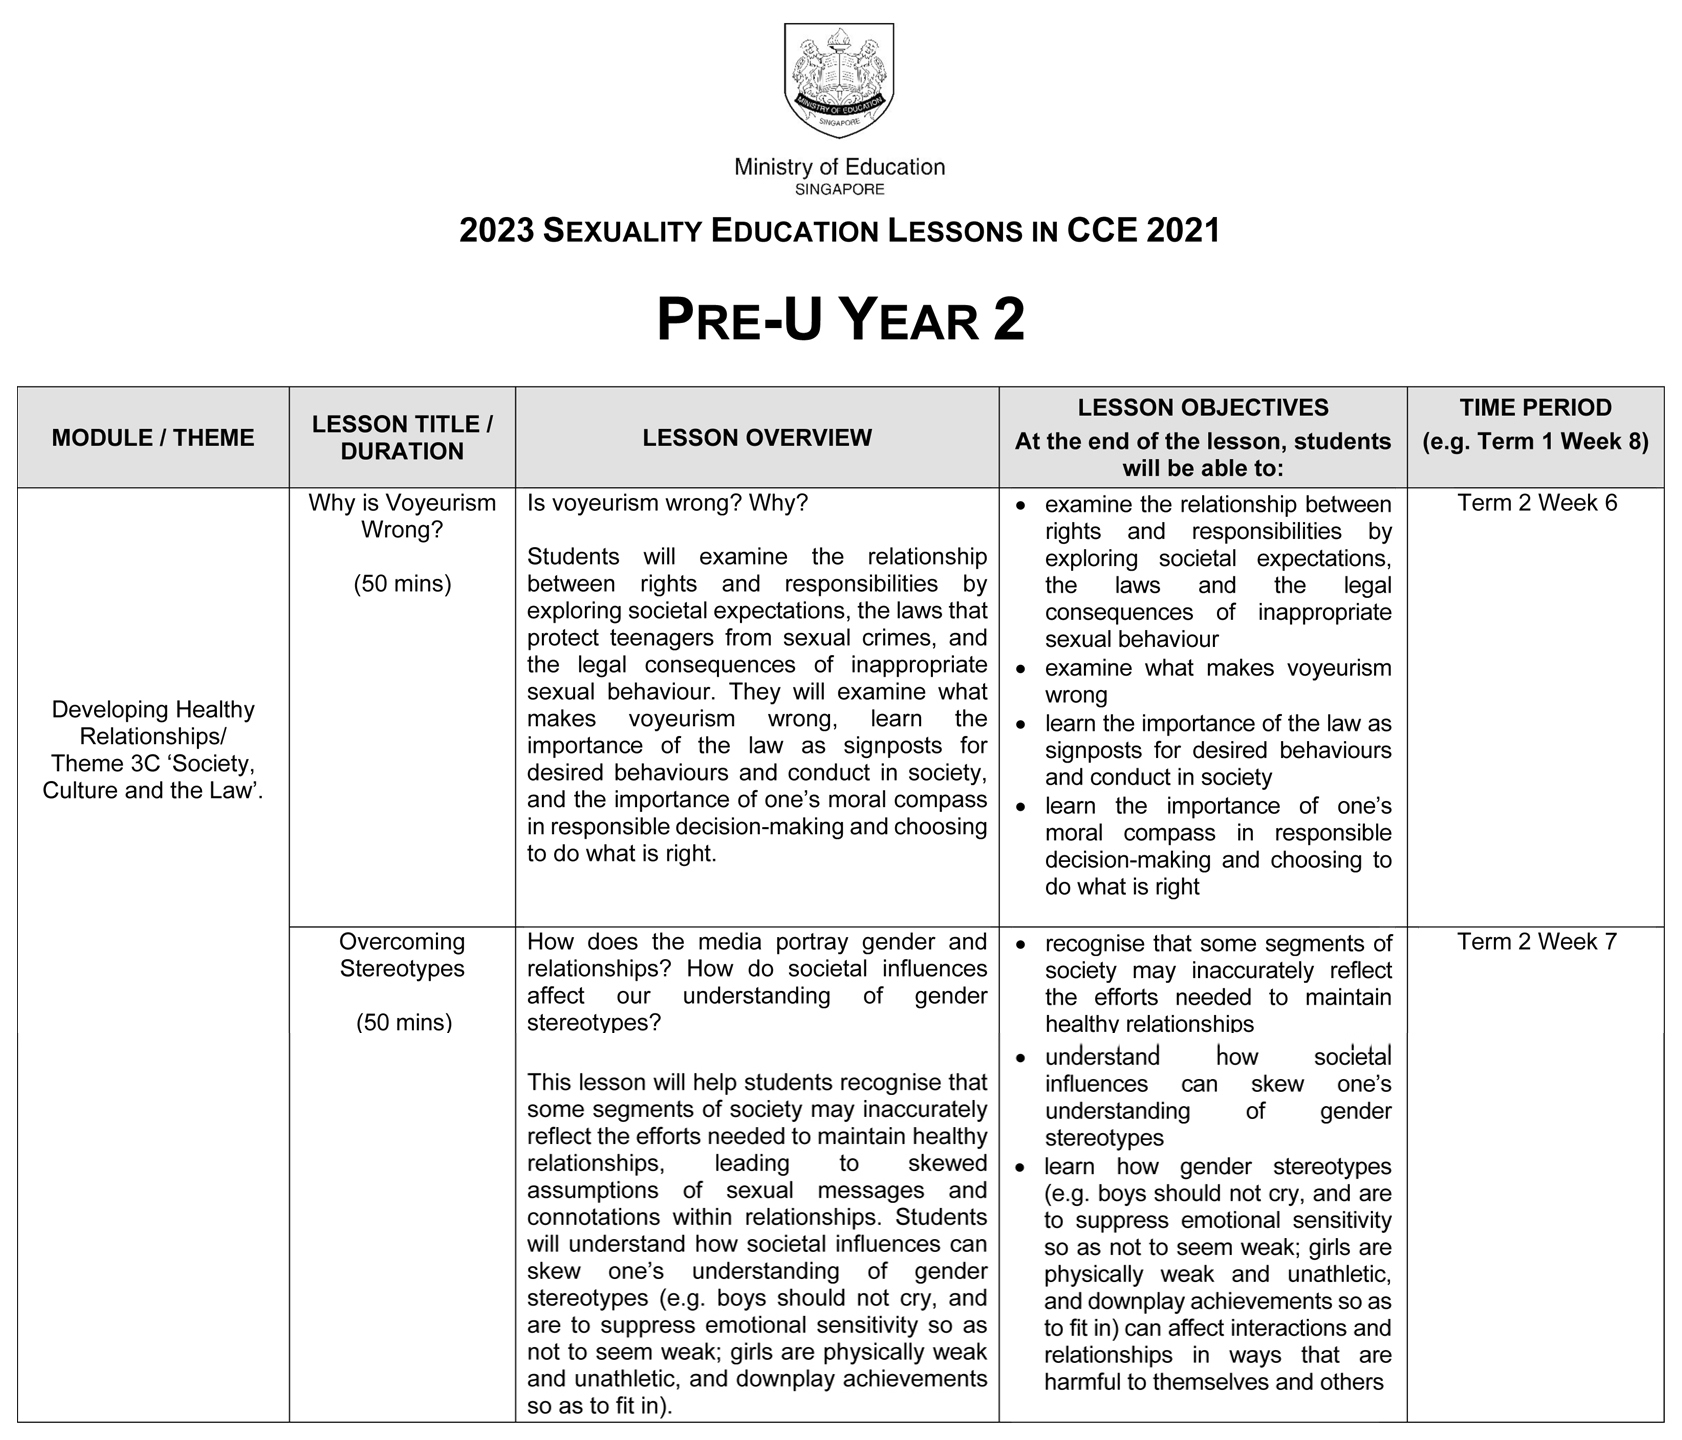 MINISTRY OF EDUCATION
SINGAPORE
Ministry of Education
SINGAPORE
2023 SEXUALITY EDUCATION LESSONS IN CCE 2021
PRE-U YEAR 2
MODULE / THEME
LESSON TITLE /
DURATION
LESSON OVERVIEW
LESSON OBJECTIVES
At the end of the lesson, students
will be able to:
TIME PERIOD
(e.g. Term 1 Week 8)
Developing Healthy
Relationships/
Theme 3C ‘Society,
Culture and the Law’.
Why is Voyeurism
Wrong?
(50 mins)
Is voyeurism wrong? Why?
Students will examine the relationship
between rights and responsibilities by
exploring societal expectations, the laws that
protect teenagers from sexual crimes, and
the legal consequences of inappropriate
sexual behaviour. They will examine what
makes voyeurism wrong, learn the
importance of the law as signposts for
desired behaviours and conduct in society,
and the importance of one’s moral compass
in responsible decision-making and choosing
to do what is right.
• examine the relationship between
rights and responsibilities by
exploring societal expectations,
the laws and the legal
consequences of inappropriate
sexual behaviour
• examine what makes voyeurism
wrong
• learn the importance of the law as
signposts for desired behaviours
and conduct in society
• learn the importance of one’s
moral compass in responsible
decision-making and choosing to
do what is right
Term 2 Week 6
Overcoming
Stereotypes
(50 mins)
How does the media portray gender and
relationships? How do societal influences
affect our understanding of gender
stereotypes?
This lesson will help students recognise that
some segments of society may inaccurately
reflect the efforts needed to maintain healthy
relationships, leading to skewed
assumptions of sexual messages and
connotations within relationships. Students
will understand how societal influences can
skew one’s understanding of gender
stereotypes (e.g. boys should not cry, and
are to suppress emotional sensitivity so as
not to seem weak; girls are physically weak
and unathletic, and downplay achievements
so as to fit in).
• recognise that some segments of
society may inaccurately reflect
the efforts needed to maintain
healthy relationships
• understand how societal
influences can skew one’s
understanding of gender
stereotypes
• learn how gender stereotypes
(e.g. boys should not cry, and are
to suppress emotional sensitivity
so as not to seem weak; girls are
physically weak and unathletic,
and downplay achievements so as
to fit in) can affect interactions and
relationships in ways that are
harmful to themselves and others
Term 2 Week 7